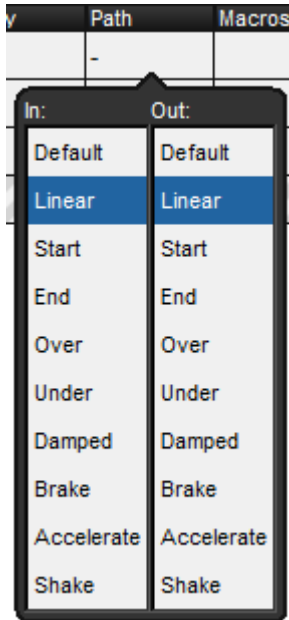 y Path Macros
-
In: Out:
Default Default
Linear Linear
Start Start
End End
Over Over
Under Under
Damped Damped
Brake Brake
Accelerate Accelerate
Shake Shake